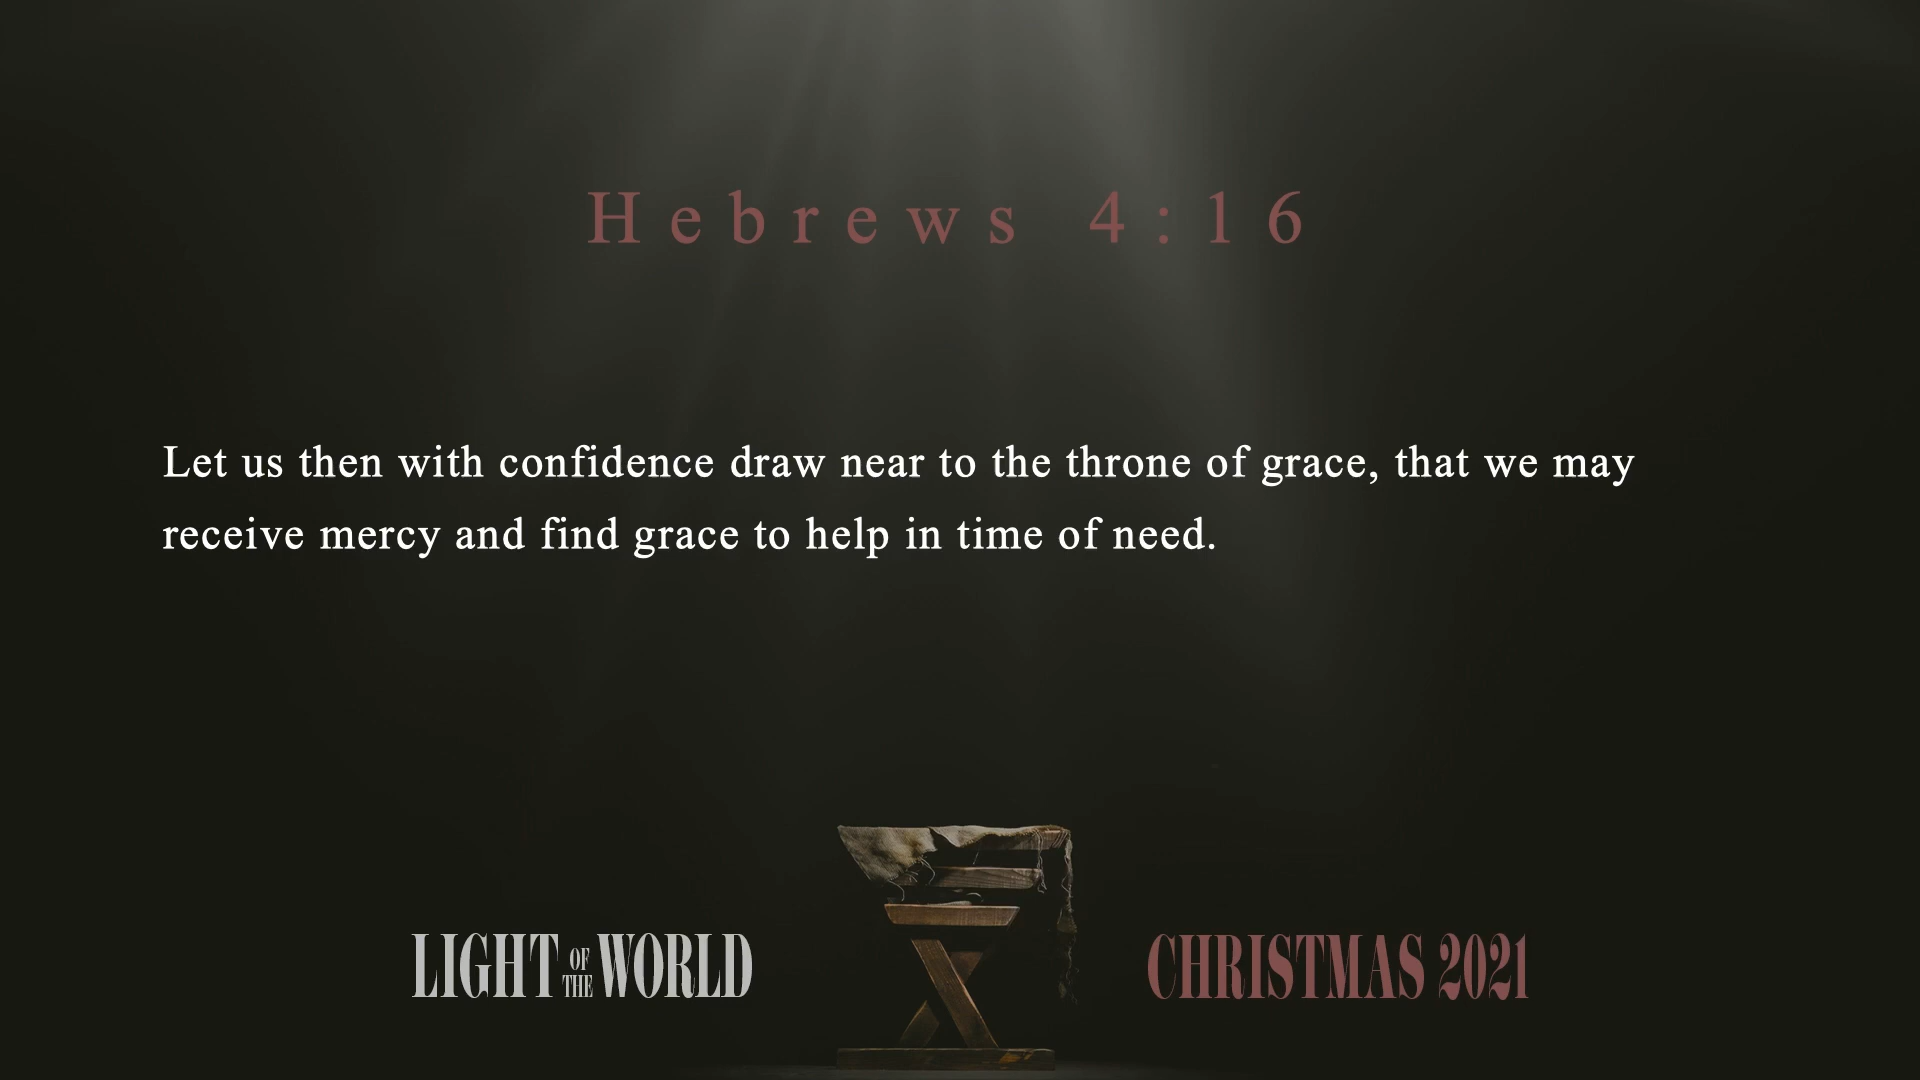 Hebrews 4:16
Let us then with confidence draw near to the throne of grace, that we may
receive mercy and find grace to help in time of need.
LIGHT OF THE WORLD
CHRISTMAS 2021